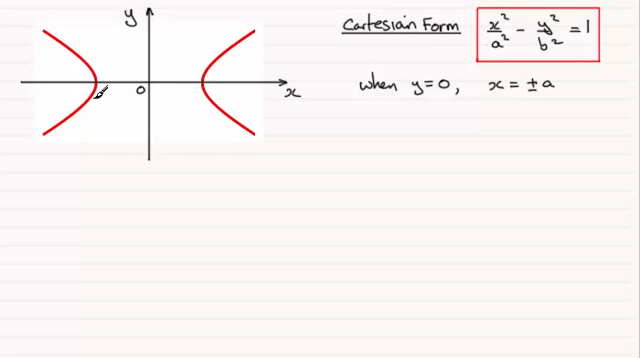 y
0
x
Cartesian Form x²/a² - y²/b² = 1
when y=0, x = ± a